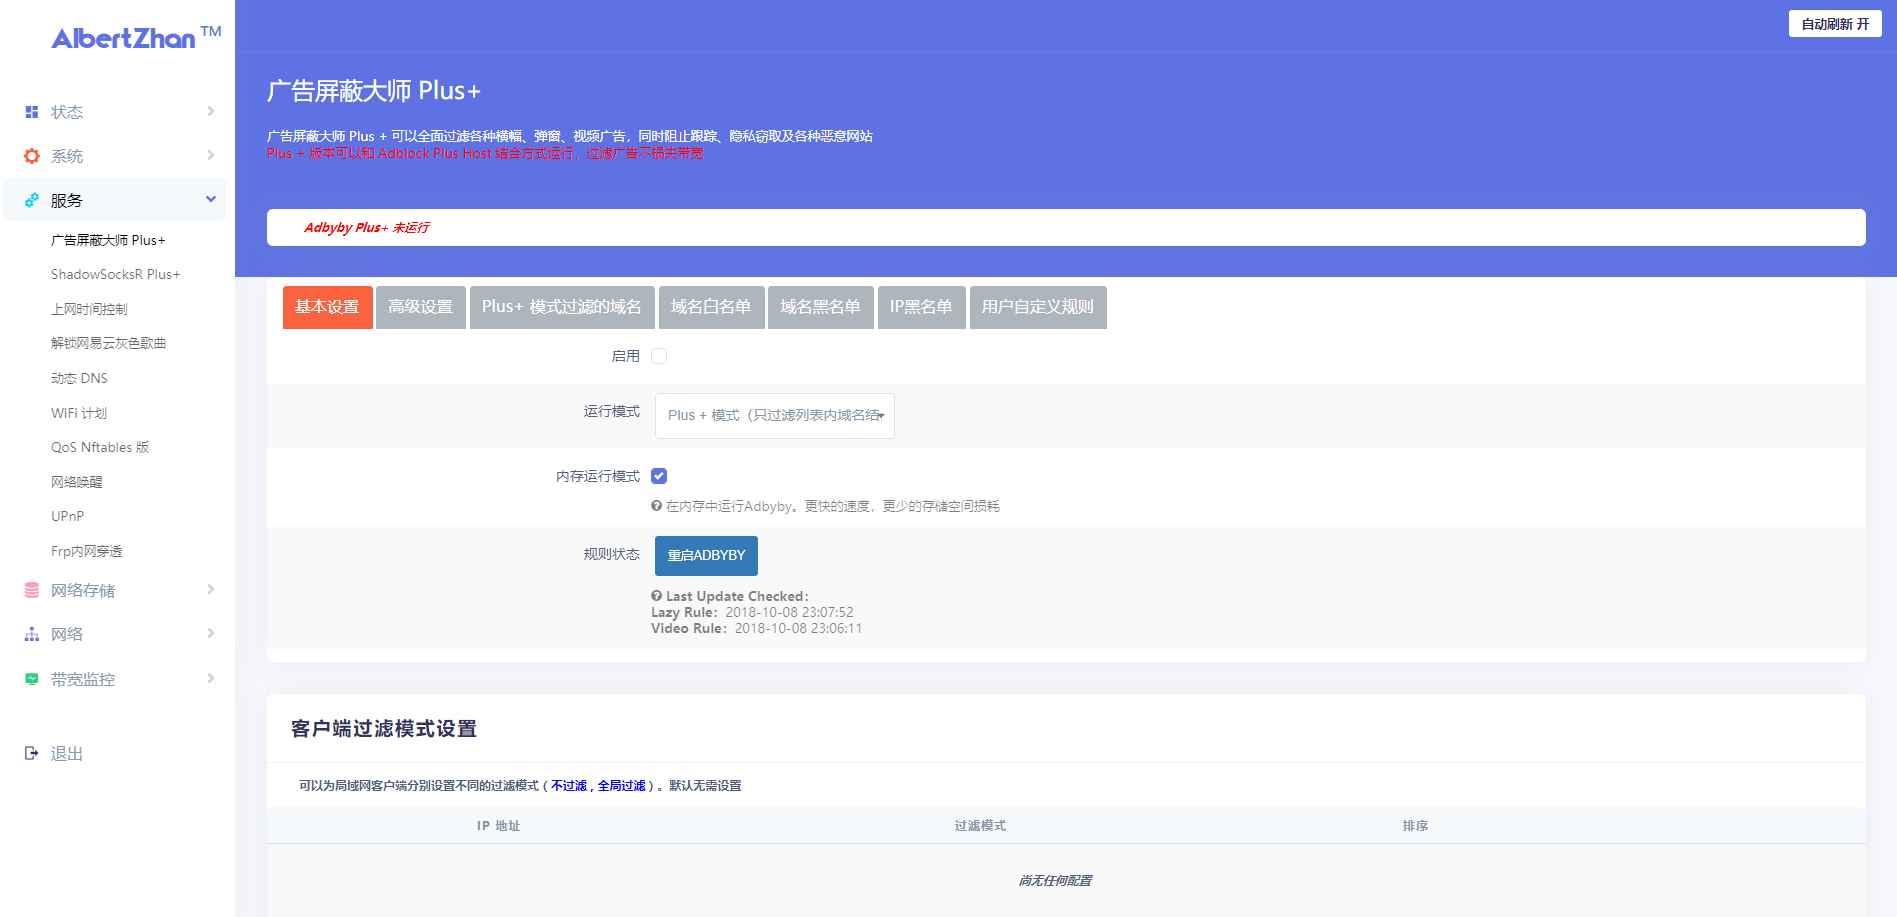 AlbertZhan TM
状态
系统
服务
广告屏蔽大师 Plus+
ShadowSocksR Plus+
上网时间控制
解锁网易云灰色歌曲
动态 DNS
WiFi 计划
QoS Nftables 版
网络唤醒
UPnP
Frp内网穿透
网络存储
网络
带宽监控
退出
自动刷新 开
广告屏蔽大师 Plus+
广告屏蔽大师 Plus + 可以全面过滤各种横幅、弹窗、视频广告，同时阻止跟踪、隐私窃取及各种恶意网站
Plus + 版本可以和 Adblock Plus Host 结合方式运行，过滤广告不损失带宽
Adbyby Plus+ 未运行
基本设置 高级设置 Plus+ 模式过滤的域名 域名白名单 域名黑名单 IP黑名单 用户自定义规则
启用
运行模式 Plus + 模式（只过滤列表内域名结
内存运行模式
在内存中运行Adbyby。更快的速度，更少的存储空间损耗
规则状态 重启ADBYBY
Last Update Checked：
Lazy Rule： 2018-10-08 23:07:52
Video Rule： 2018-10-08 23:06:11
客户端过滤模式设置
可以为局域网客户端分别设置不同的过滤模式 ( 不过滤 , 全局过滤 ) 。默认无需设置
IP 地址 过滤模式 排序
尚无任何配置